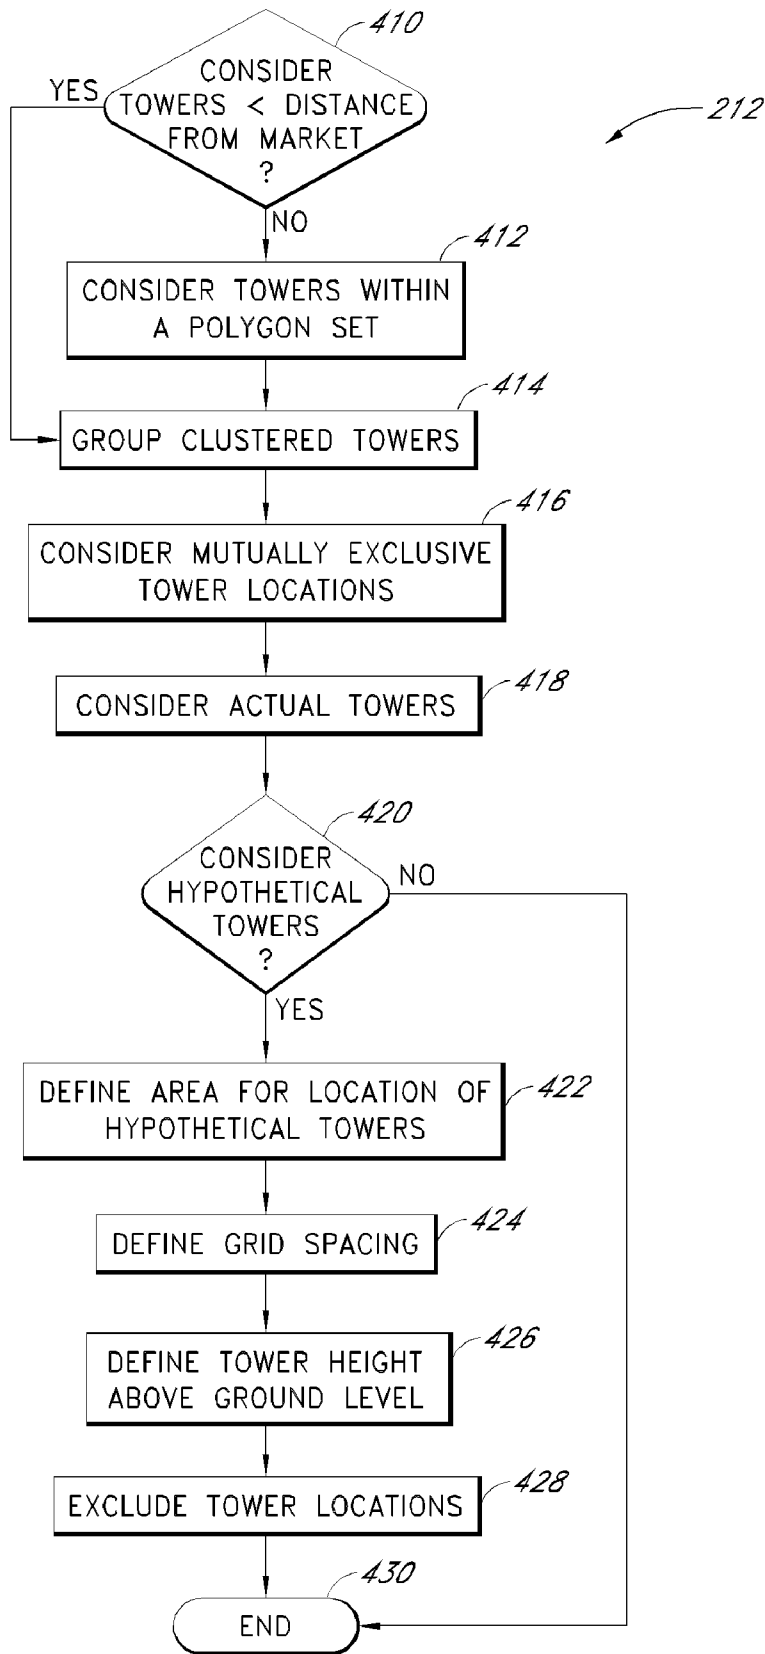 410
CONSIDER
TOWERS < DISTANCE
FROM MARKET
?
YES
212
NO
412
CONSIDER TOWERS WITHIN
A POLYGON SET
414
GROUP CLUSTERED TOWERS
416
CONSIDER MUTUALLY EXCLUSIVE
TOWER LOCATIONS
418
CONSIDER ACTUAL TOWERS
420
CONSIDER
HYPOTHETICAL
TOWERS
?
NO
YES
422
DEFINE AREA FOR LOCATION OF
HYPOTHETICAL TOWERS
424
DEFINE GRID SPACING
426
DEFINE TOWER HEIGHT
ABOVE GROUND LEVEL
428
EXCLUDE TOWER LOCATIONS
430
END